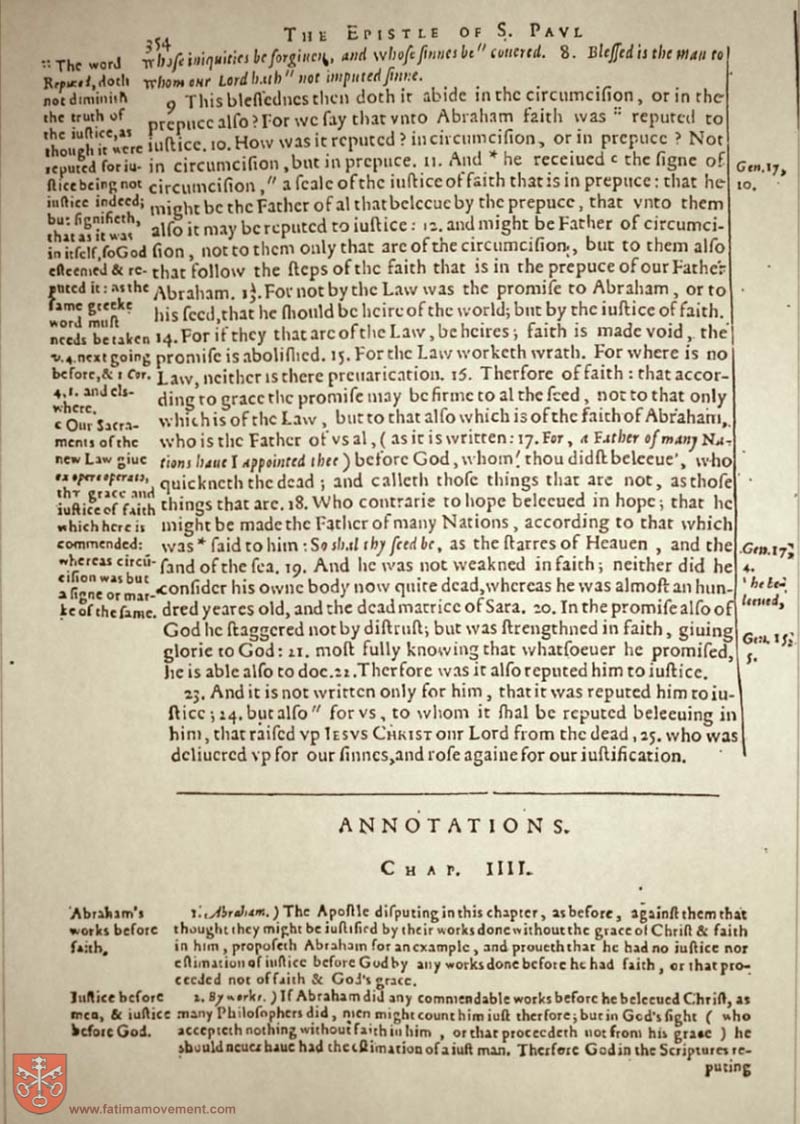 354
THE EPISTLE OF S. PAVL
whoſe iniquities be forgiuen, and whoſe ſinnes be" couered. 8. Bleſſed is the man to
whom our Lord hath" not imputed ſinne.
9 This bleſſednes then doth it abide in the circumciſion, or in the
prepuce alſo? For we ſay that vnto Abraham faith was :: reputed to
iuſtice. 10. How was it reputed? in circumciſion, or in prepuce? Not
in circumciſion, but in prepuce. 11. And * he receiued c the ſigne of
circumciſion," a ſeale of the iuſtice of faith that is in prepuce: that he
might be the Father of al that beleeue by the prepuce, that vnto them
alſo it may be reputed to iuſtice: 12. and might be Father of circumci-
ſion, not to them only that are of the circumciſion, but to them alſo
that follow the ſteps of the faith that is in the prepuce of our Father
Abraham. 13. For not by the Law was the promiſe to Abraham, or to
his ſeed, that he ſhould be heire of the world; but by the iuſtice of faith.
14. For if they that are of the Law, be heires; faith is made void, the
promiſe is aboliſhed. 15. For the Law worketh wrath. For where is no
Law, neither is there preuarication. 16. Therfore of faith: that accor-
ding to grace the promiſe may be firme to al the ſeed, not to that only
which is of the Law, but to that alſo which is of the faith of Abraham,
who is the Father of vs al, (as it is written: 17. For, a Father of many Na-
tions haue I appointed thee) before God, whom' thou didſt beleeue', who
quickneth the dead; and calleth thoſe things that are not, as thoſe
things that are. 18. Who contrarie to hope beleeued in hope; that he
might be made the Father of many Nations, according to that which
was * ſaid to him: So ſhal thy ſeed be, as the ſtarres of Heauen, and the
ſand of the ſea. 19. And he was not weakned in faith; neither did he
conſider his owne body now quite dead, whereas he was almoſt an hun-
dred yeares old, and the dead matrice of Sara. 20. In the promiſe alſo of
God he ſtaggered not by diſtruſt; but was ſtrengthned in faith, giuing
glorie to God: 21. moſt fully knowing that whatſoeuer he promiſed,
he is able alſo to doe. 22. Therfore was it alſo reputed him to iuſtice.
23. And it is not written only for him, that it was reputed him to iu-
ſtice; 24. but alſo" for vs, to whom it ſhal be reputed beleeuing in
him, that raiſed vp IESVS CHRIST our Lord from the dead, 25. who was
deliuered vp for our ſinnes, and roſe againe for our iuſtification.
:: The word
Reputed, doth
not diminiſh
the truth of
the iuſtice, as
though it were
reputed for iu-
ſtice being not
iuſtice indeed;
but ſignifieth,
that as it was
in itſelf, ſo God
eſteemed & re-
puted it: as the
ſame greeke
word muſt
needs be taken
v. 4. next going
before, & 1 Cor.
4, 1. and els-
where.
c Our Sacra-
ments of the
new Law giue
ex opere operato,
the grace and
iuſtice of faith
which here is
commended:
whereas circu-
ciſion was but
a ſigne or mar-
ke of the ſame.
Gen. 17,
10.
Gen. 17,
4.
' he be-
leeued,
Gen. 15,
5.
ANNOTATIONS.
CHAP. IIII.
Abraham's
works before
faith.
1. Abraham.) The Apoſtle diſputing in this chapter, as before, againſt them that
thought they might be iuſtified by their works done without the grace of Chriſt & faith
in him, propoſeth Abraham for an example, and proueth that he had no iuſtice nor
eſtimation of iuſtice before God by any works done before he had faith, or that pro-
ceeded not of faith & God's grace.
Iuſtice before
men, & iuſtice
before God.
2. By works.) If Abraham did any commendable works before he beleeued Chriſt, as
many Philoſophers did, men might count him iuſt therfore; but in God's ſight (who
accepteth nothing without faith in him, or that proceedeth not from his grace) he
should neuer haue had the eſtimation of a iuſt man. Therfore God in the Scriptures re-
puting
www.fatimamovement.com